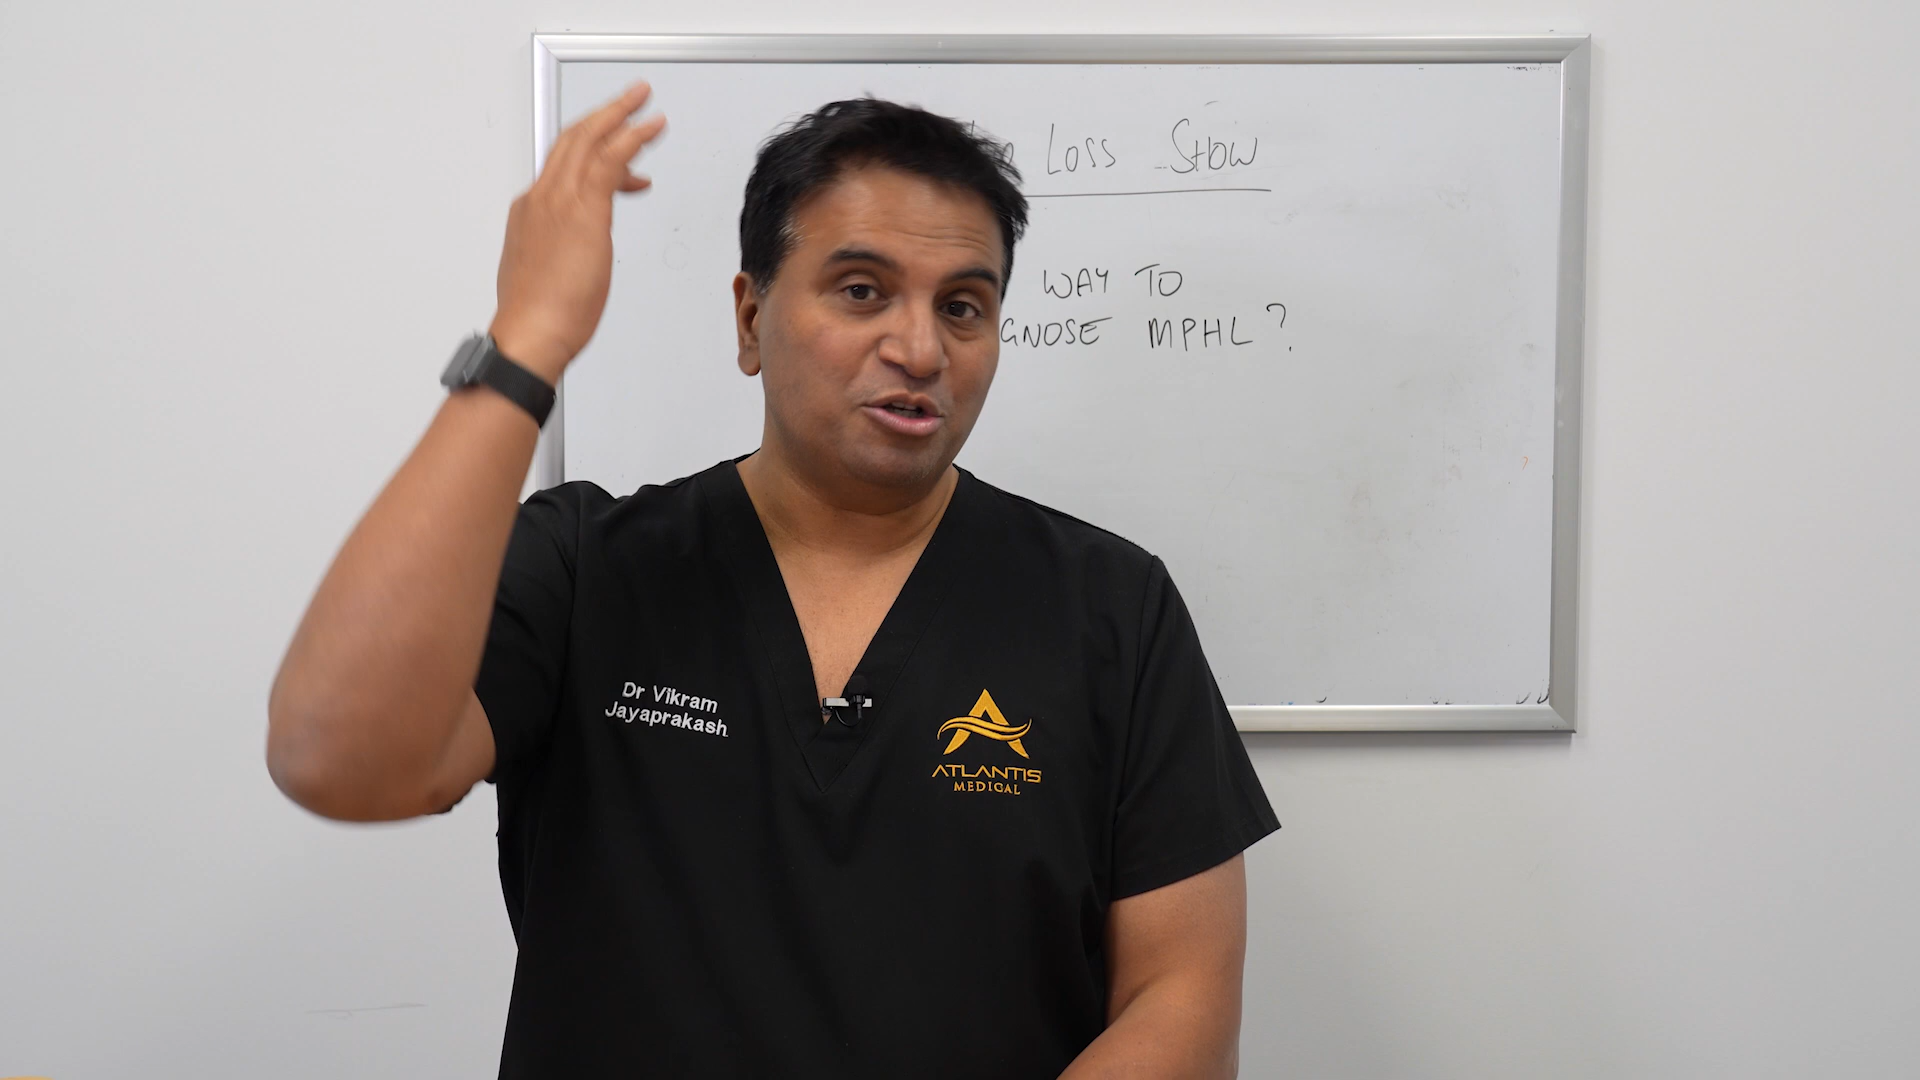 Loss Show
WAY TO
GNOSE MPHL?
Dr Vikram
Jayaprakash
ATLANTIS
MEDICAL